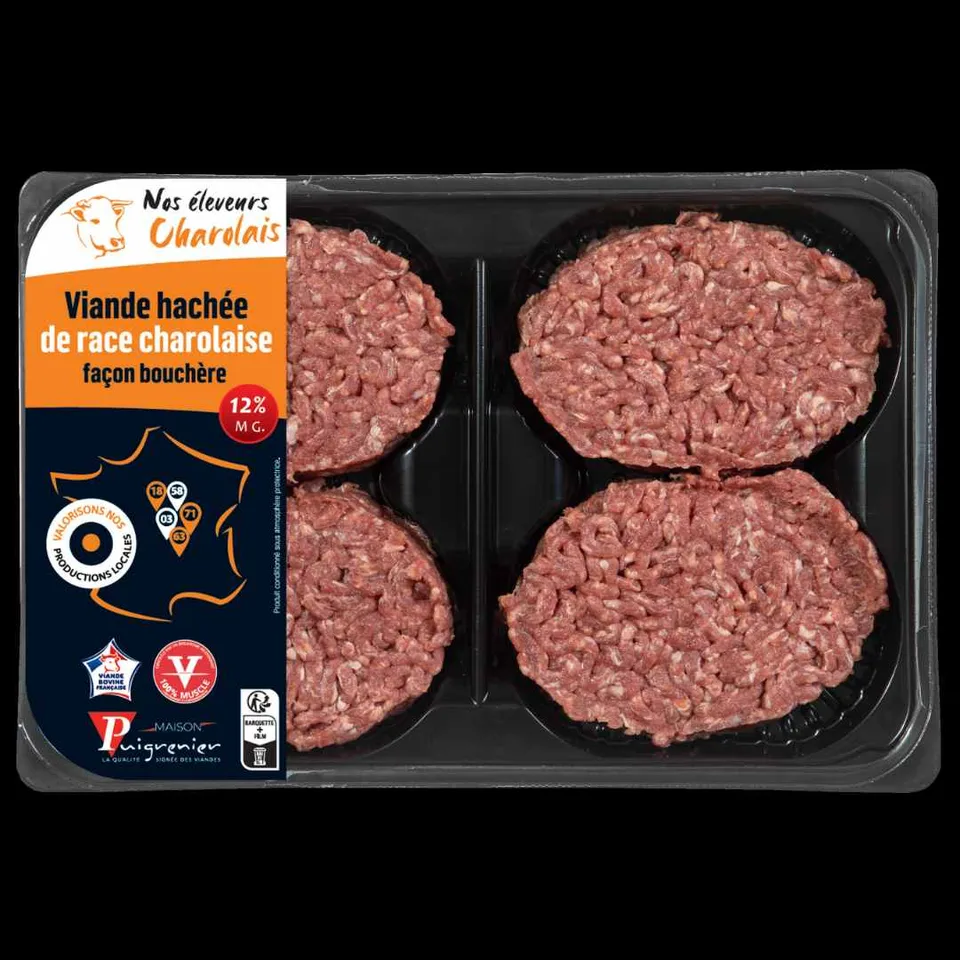 Nos éleveurs
Charolais
Viande hachée
de race charolaise
façon bouchère
12%
M G.
18
58
03
71
63
VALORISONS NOS
PRODUCTIONS LOCALES
Produit conditionné sous atmosphère protectrice.
VIANDE
BOVINE
FRANÇAISE
V
100% MUSCLE
MAISON
Puigrenier
LA QUALITÉ SIGNÉE DES VIANDES
BARQUETTE
+
FILM